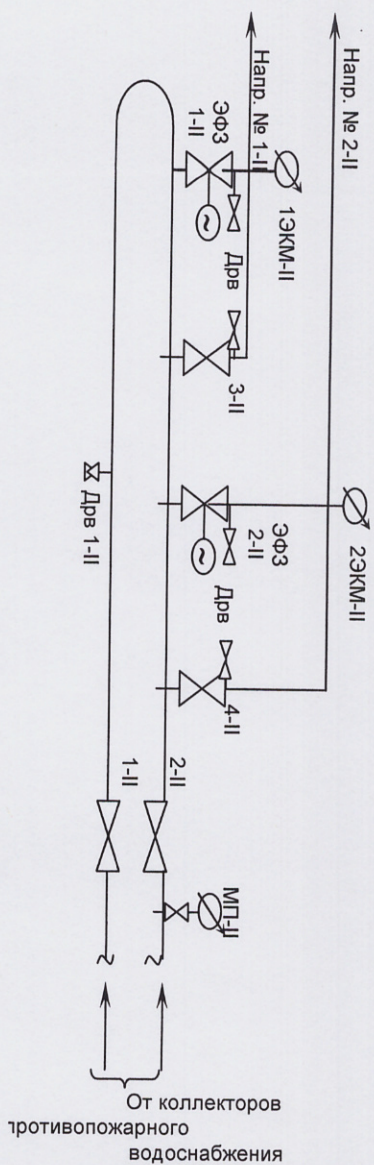 Напр. № 1-II
Напр. № 2-II
ЭФЗ
1-II
1ЭКМ-II
Дрв
3-II
ЭФЗ
2-II
2ЭКМ-II
Дрв
Дрв 1-II
4-II
1-II
2-II
МП-II
От коллекторов
противопожарного
водоснабжения